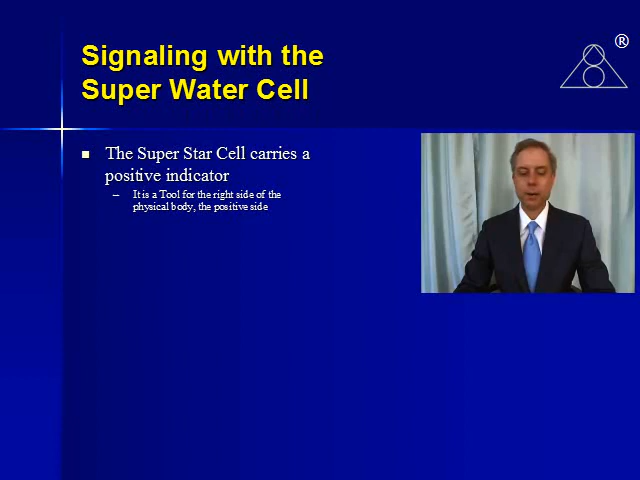 Signaling with the
Super Water Cell
®
■ The Super Star Cell carries a
positive indicator
– It is a Tool for the right side of the
physical body, the positive side